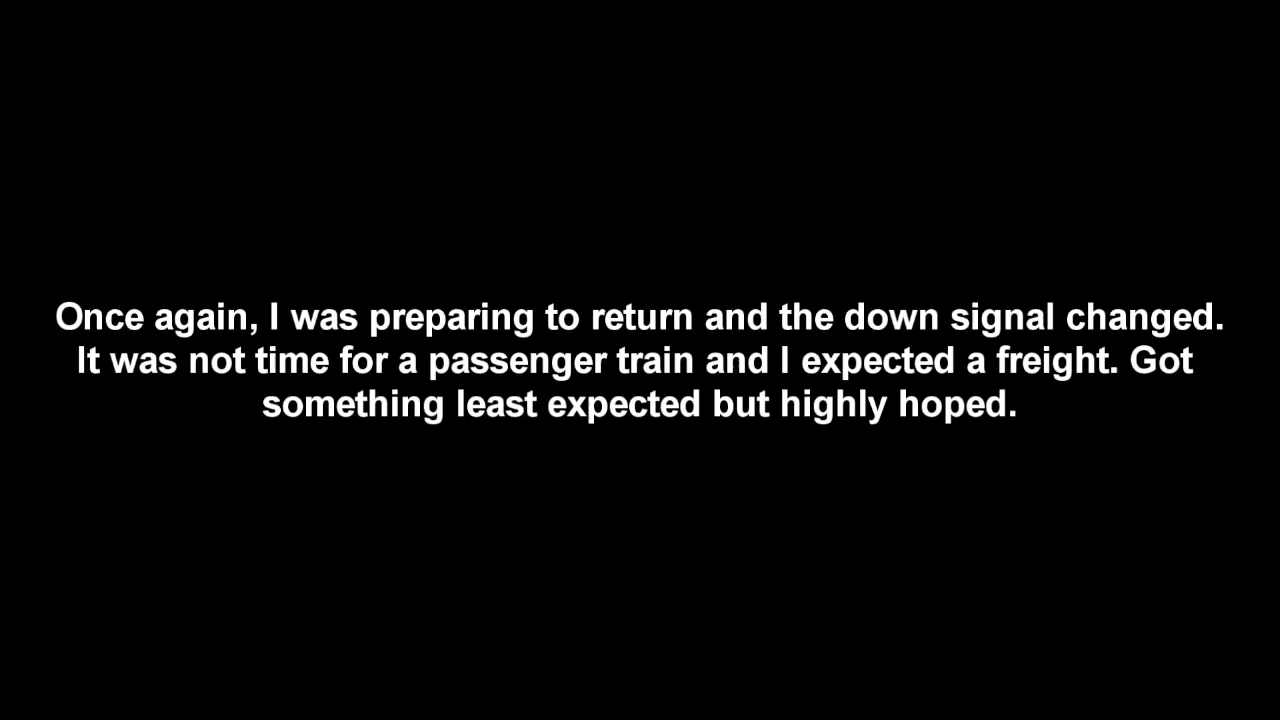 Once again, I was preparing to return and the down signal changed.
It was not time for a passenger train and I expected a freight. Got
something least expected but highly hoped.